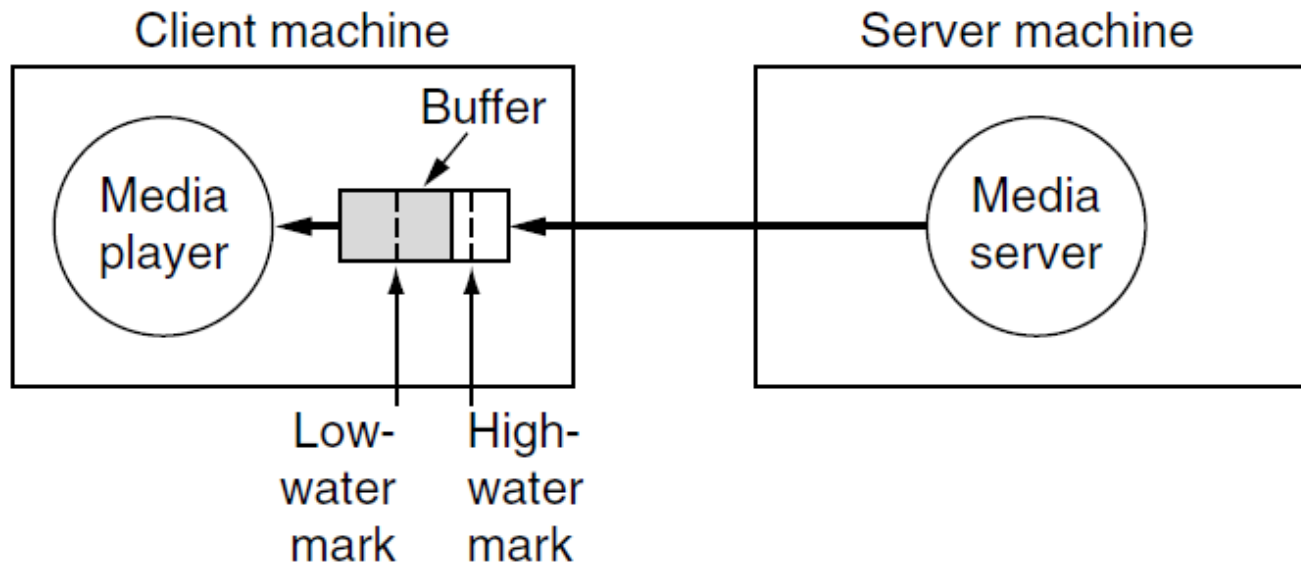 Client machine
Server machine
Buffer
Media
player
Media
server
Low-
water
mark
High-
water
mark